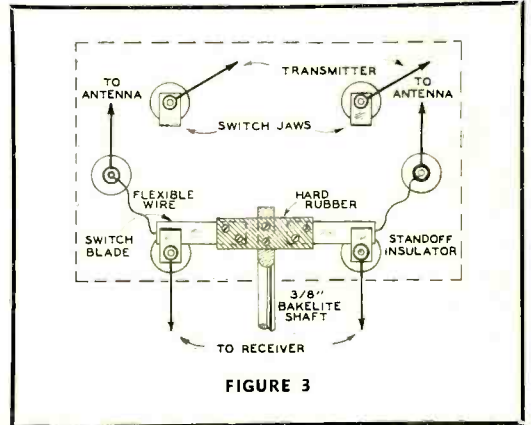 TO
ANTENNA
TRANSMITTER
TO
ANTENNA
SWITCH JAWS
FLEXIBLE
WIRE
HARD
RUBBER
SWITCH
BLADE
STANDOFF
INSULATOR
3/8"
BAKELITE
SHAFT
TO RECEIVER
FIGURE 3